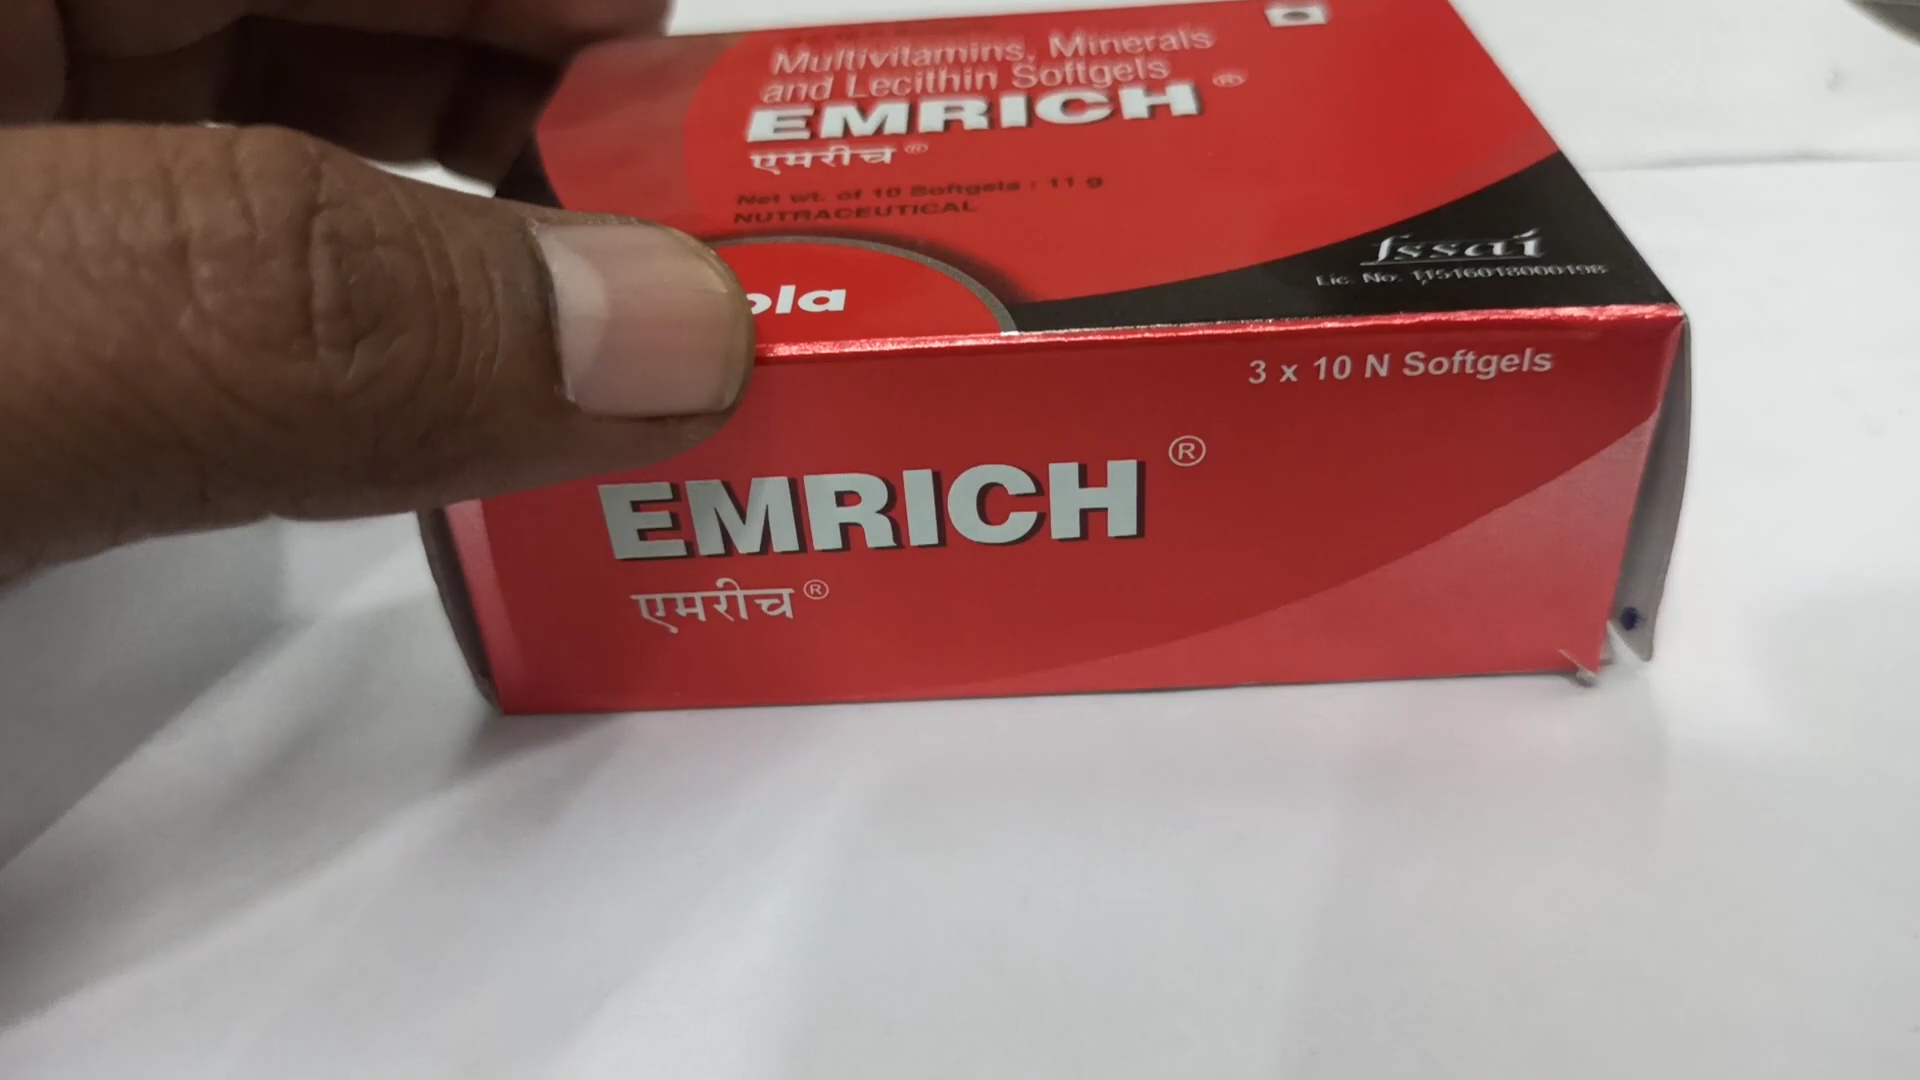 Multivitamins, Minerals
and Lecithin Softgels
EMRICH ®
एमरीच ®
Net wt. of 10 Softgels : 11 g
NUTRACEUTICAL
fssai
Lic. No. 11516018000198
ola
3 x 10 N Softgels
EMRICH ®
एमरीच ®